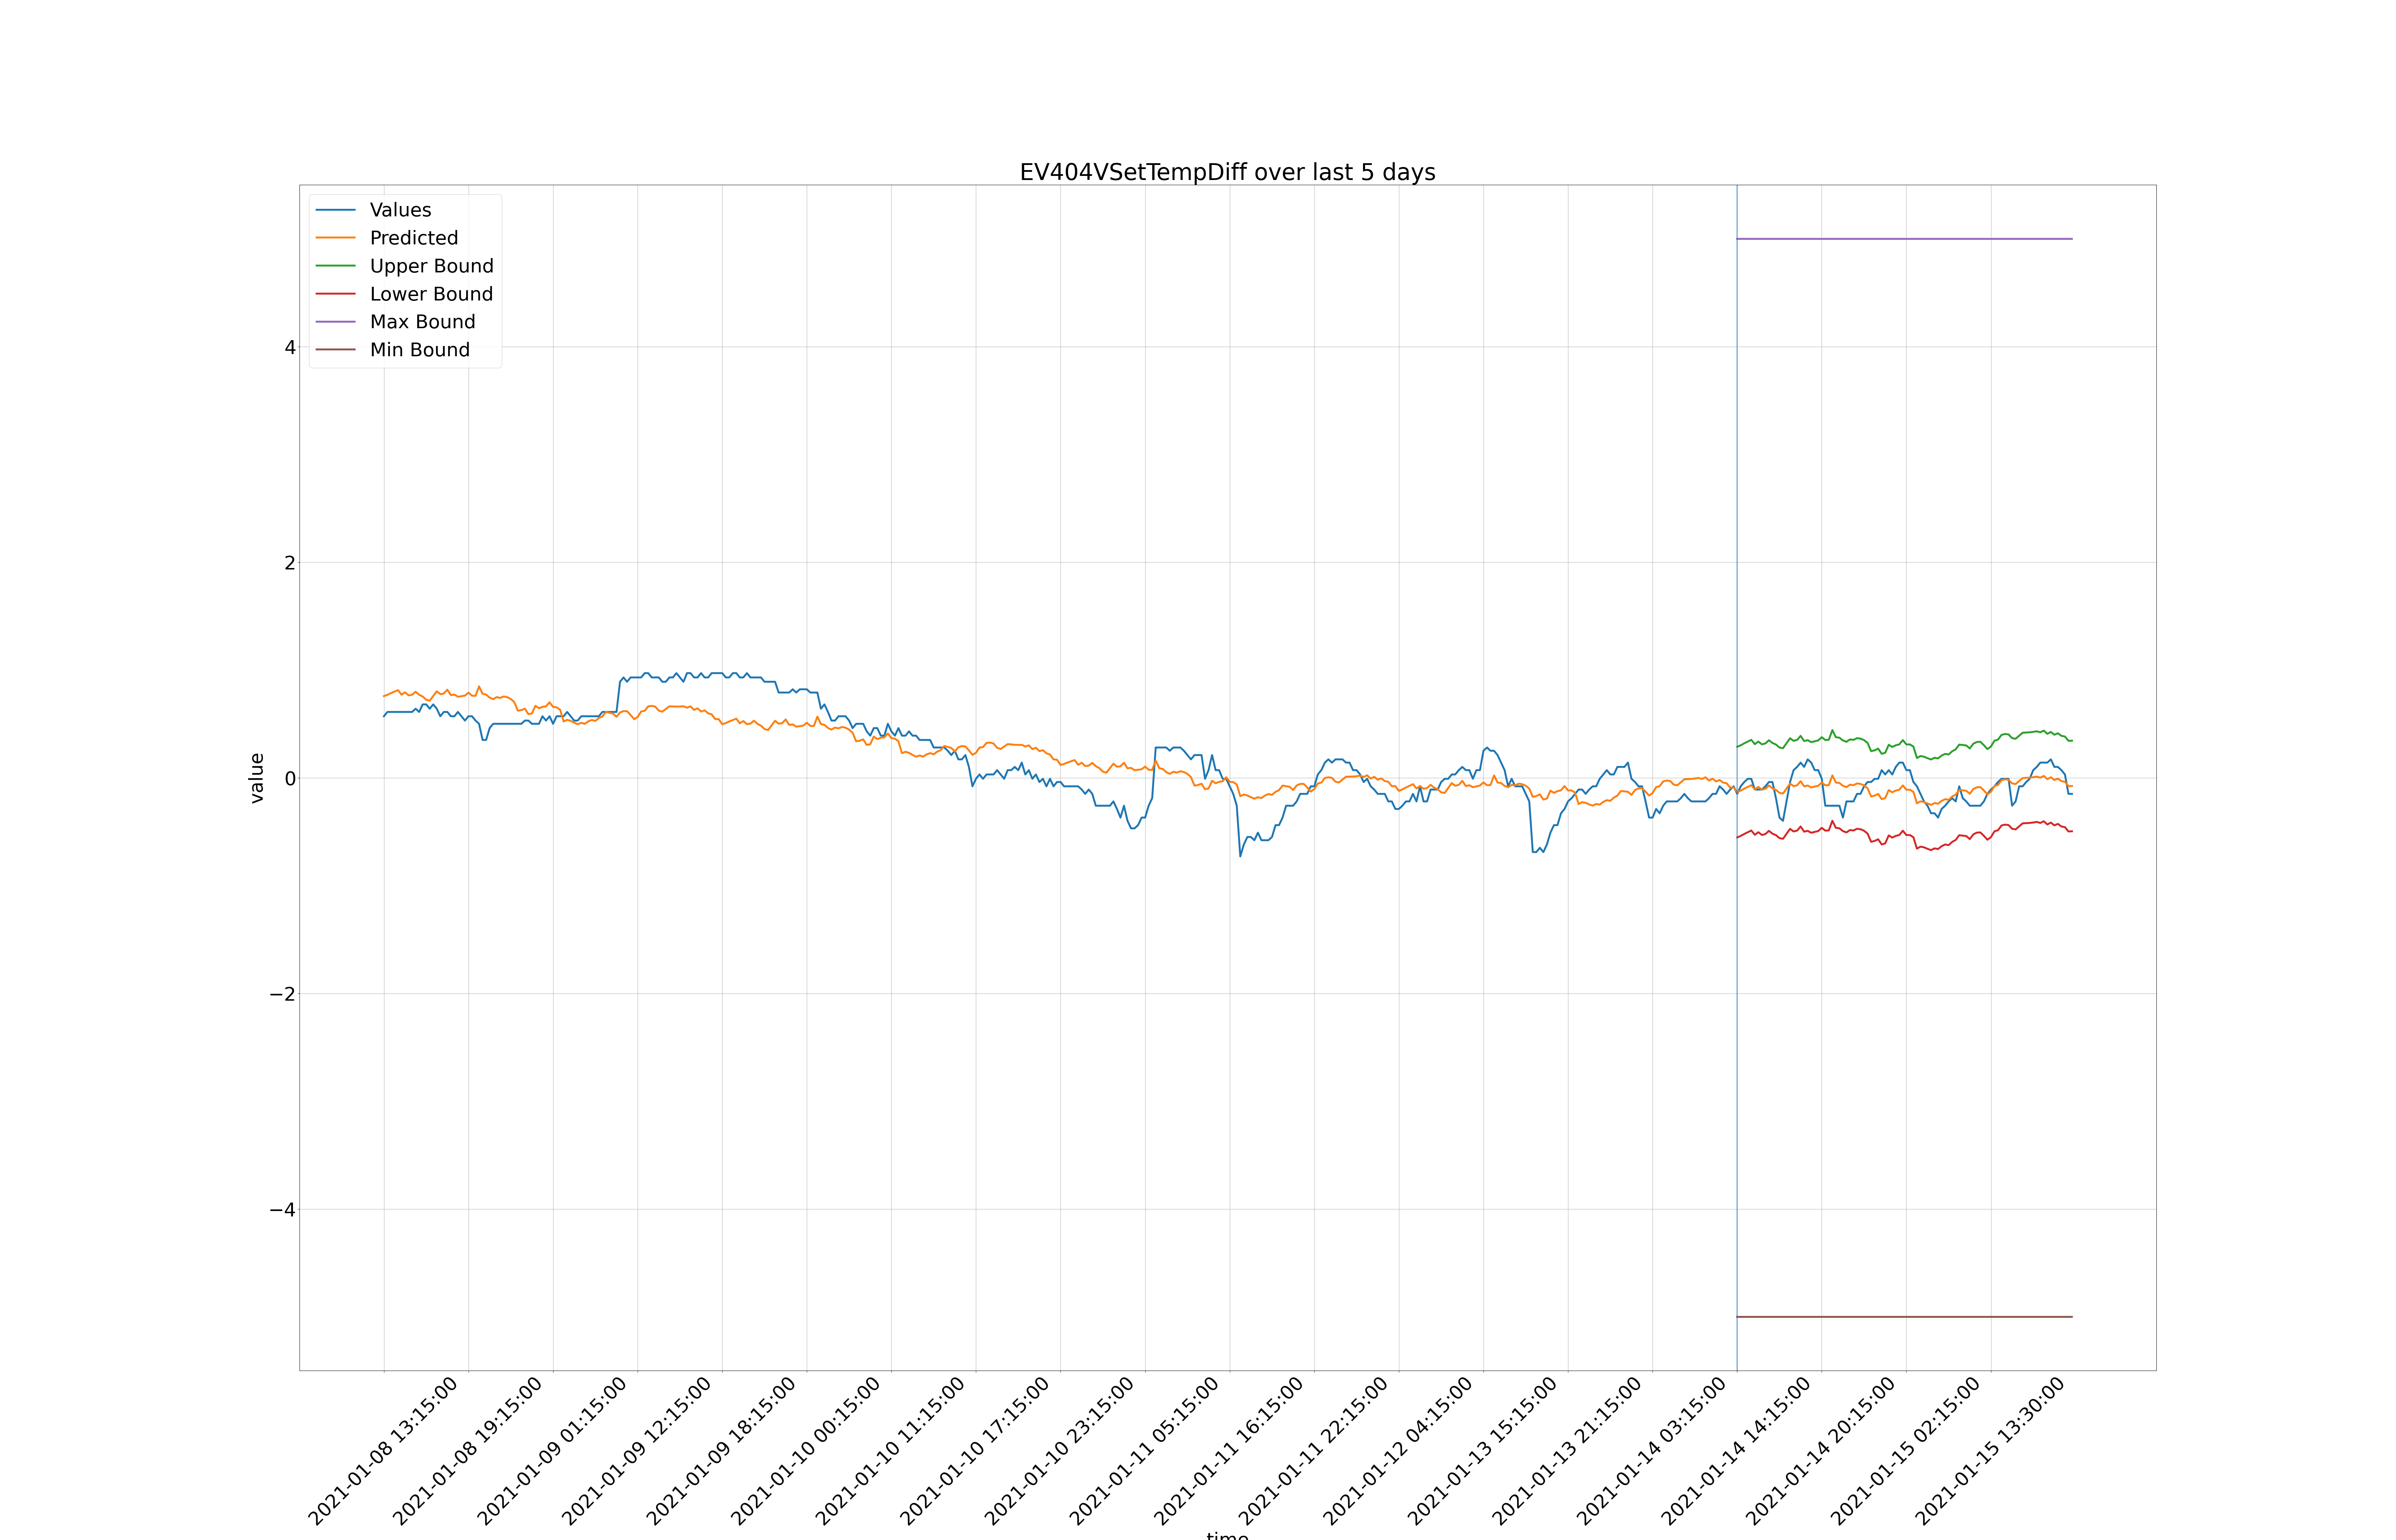 EV404VSetTempDiff over last 5 days
Values
Predicted
Upper Bound
Lower Bound
Max Bound
Min Bound
4
2
0
−2
−4
value
2021-01-08 13:15:00
2021-01-08 19:15:00
2021-01-09 01:15:00
2021-01-09 12:15:00
2021-01-09 18:15:00
2021-01-10 00:15:00
2021-01-10 11:15:00
2021-01-10 17:15:00
2021-01-10 23:15:00
2021-01-11 05:15:00
2021-01-11 16:15:00
2021-01-11 22:15:00
2021-01-12 04:15:00
2021-01-13 15:15:00
2021-01-13 21:15:00
2021-01-14 03:15:00
2021-01-14 14:15:00
2021-01-14 20:15:00
2021-01-15 02:15:00
2021-01-15 13:30:00
time